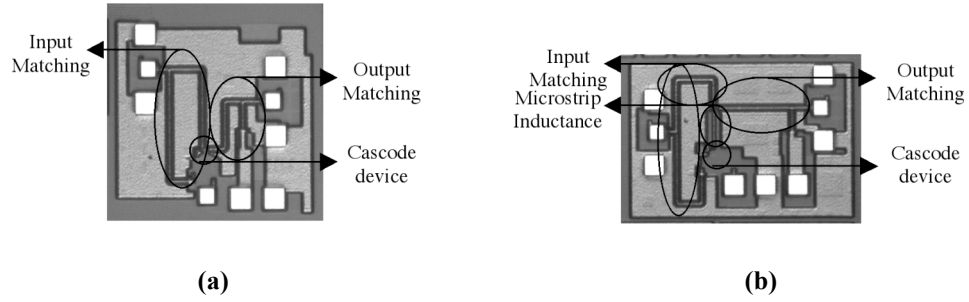 Input
Matching
Output
Matching
Cascode
device
(a)
Input
Matching
Microstrip
Inductance
Output
Matching
Cascode
device
(b)